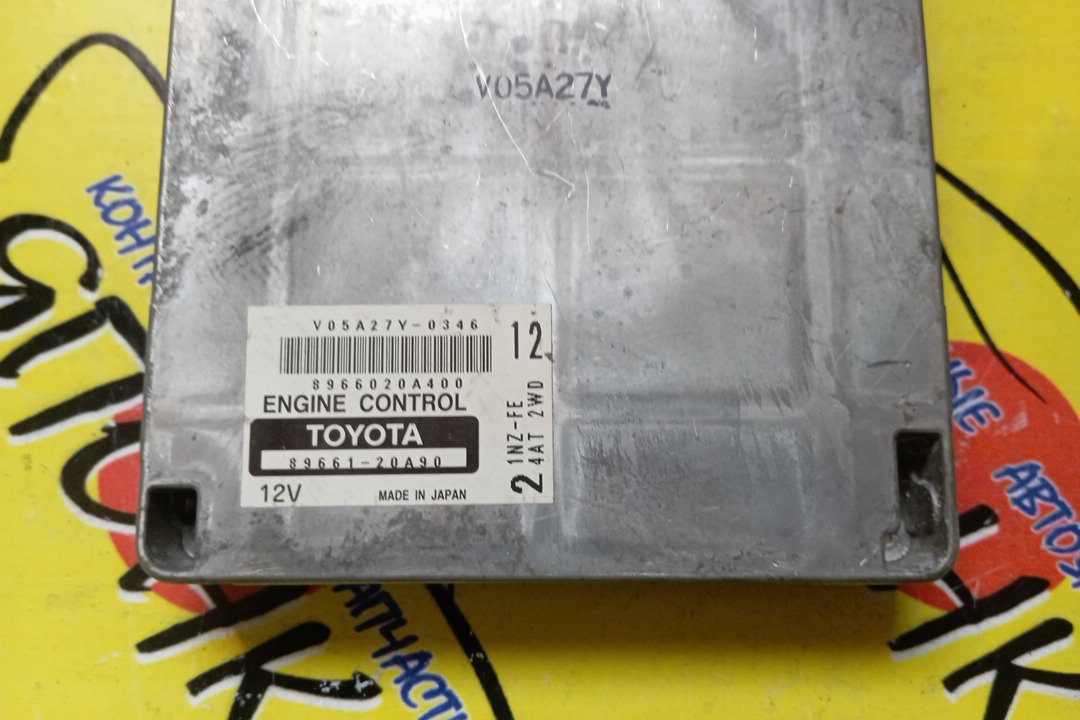 V05A27Y
V05A27Y-0346
12
8966020A400
ENGINE CONTROL
TOYOTA
89661-20A90
12V
MADE IN JAPAN
2 1NZ-FE
4AT 2WD
АПЧАСТ